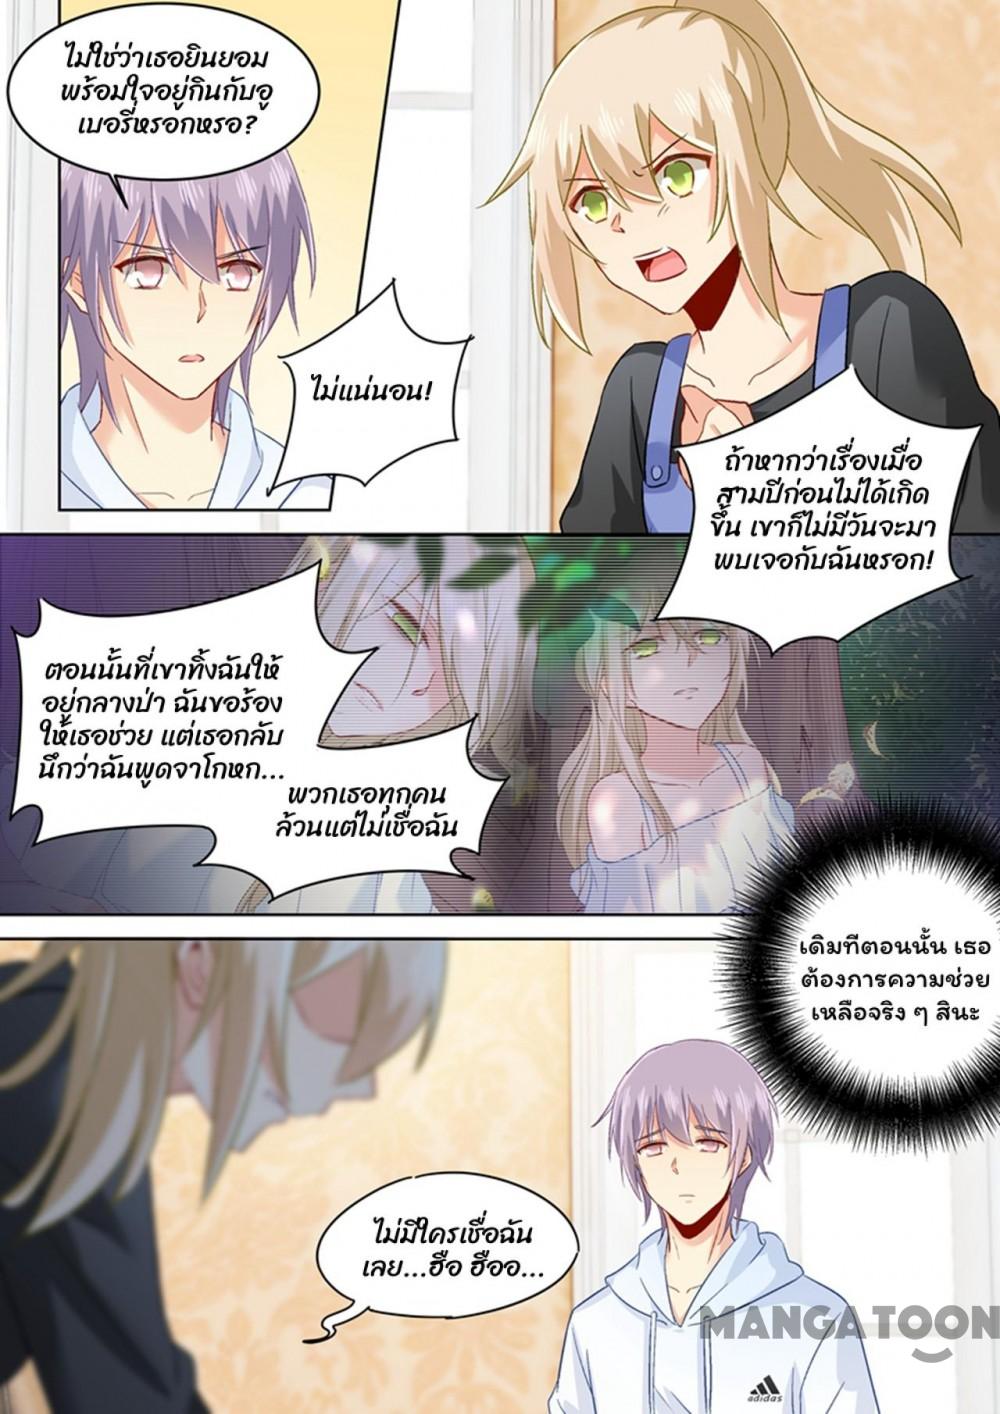 ไม่ใช่ว่าเธอยินยอม
พร้อมใจอยู่กินกับอู
เบอรี่หรอกหรอ?
ไม่แน่นอน!
ถ้าหากว่าเรื่องเมื่อ
สามปีก่อนไม่ได้เกิด
ขึ้น เขาก็ไม่มีวันจะมา
พบเจอกับฉันหรอก!
ตอนนั้นที่เขาทิ้งฉันให้
อยู่กลางป่า ฉันขอร้อง
ให้เธอช่วย แต่เธอกลับ
นึกว่าฉันพูดจาโกหก...
พวกเธอทุกคน
ล้วนแต่ไม่เชื่อฉัน
เดิมทีตอนนั้น เธอ
ต้องการความช่วย
เหลือจริง ๆ สินะ
ไม่มีใครเชื่อฉัน
เลย...ฮือ ฮืออ...
MANGATOON
adidas